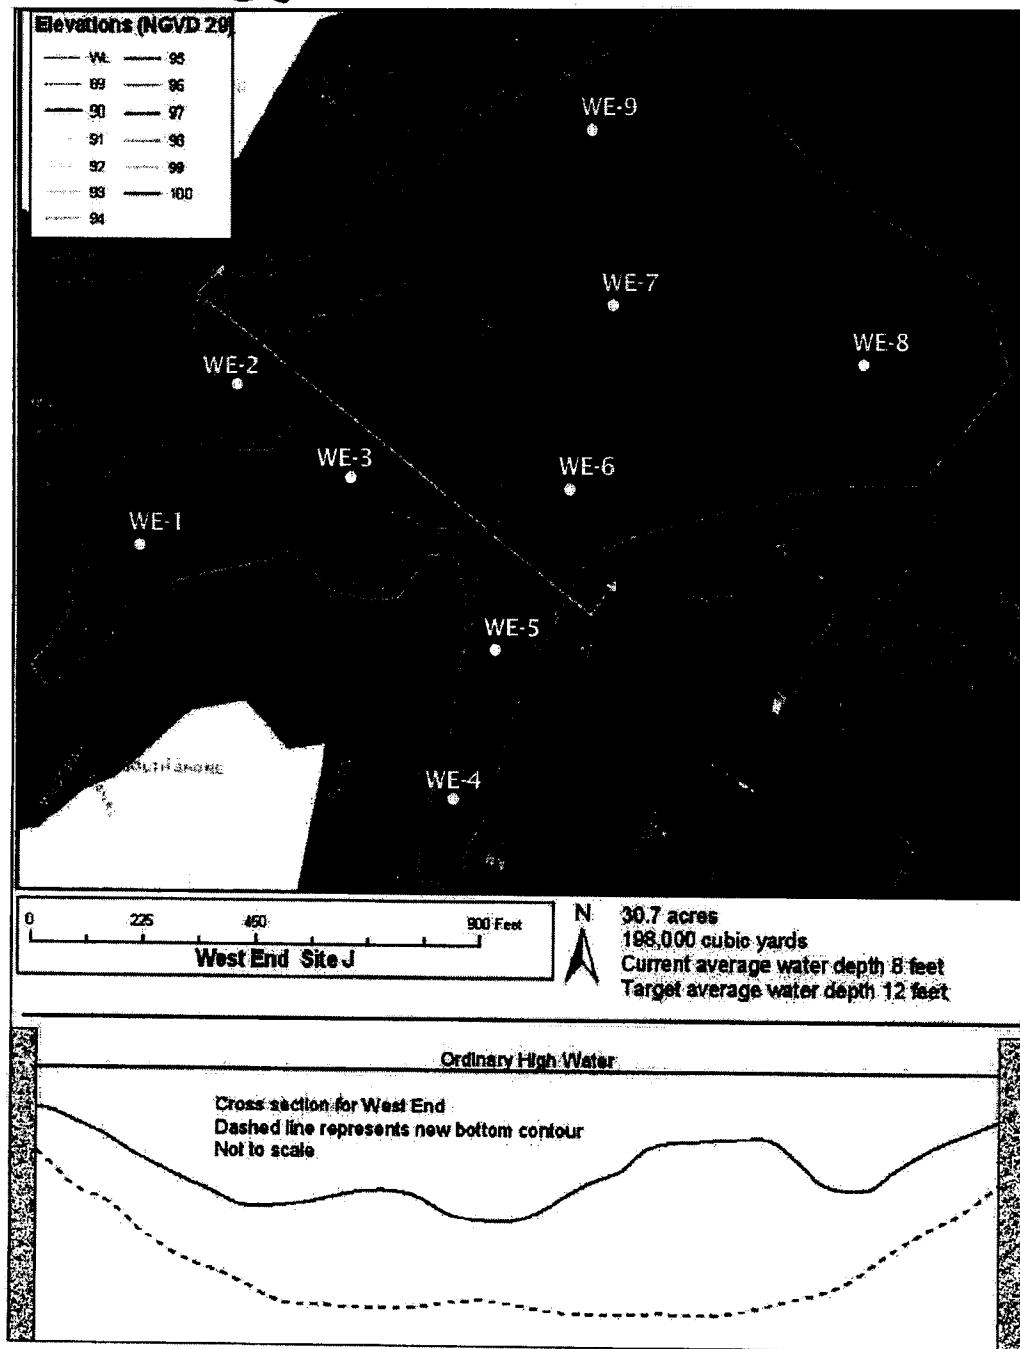 Elevations (NGVD 29)
WL 95
89 96
90 97
91 98
92 99
93 100
94
WE-9
WE-7
WE-8
WE-2
WE-3
WE-6
WE-1
WE-5
WE-4
0 225 450 900 Feet
West End Site J
N
30.7 acres
198,000 cubic yards
Current average water depth 8 feet
Target average water depth 12 feet
Ordinary High Water
Cross section for West End
Dashed line represents new bottom contour
Not to scale